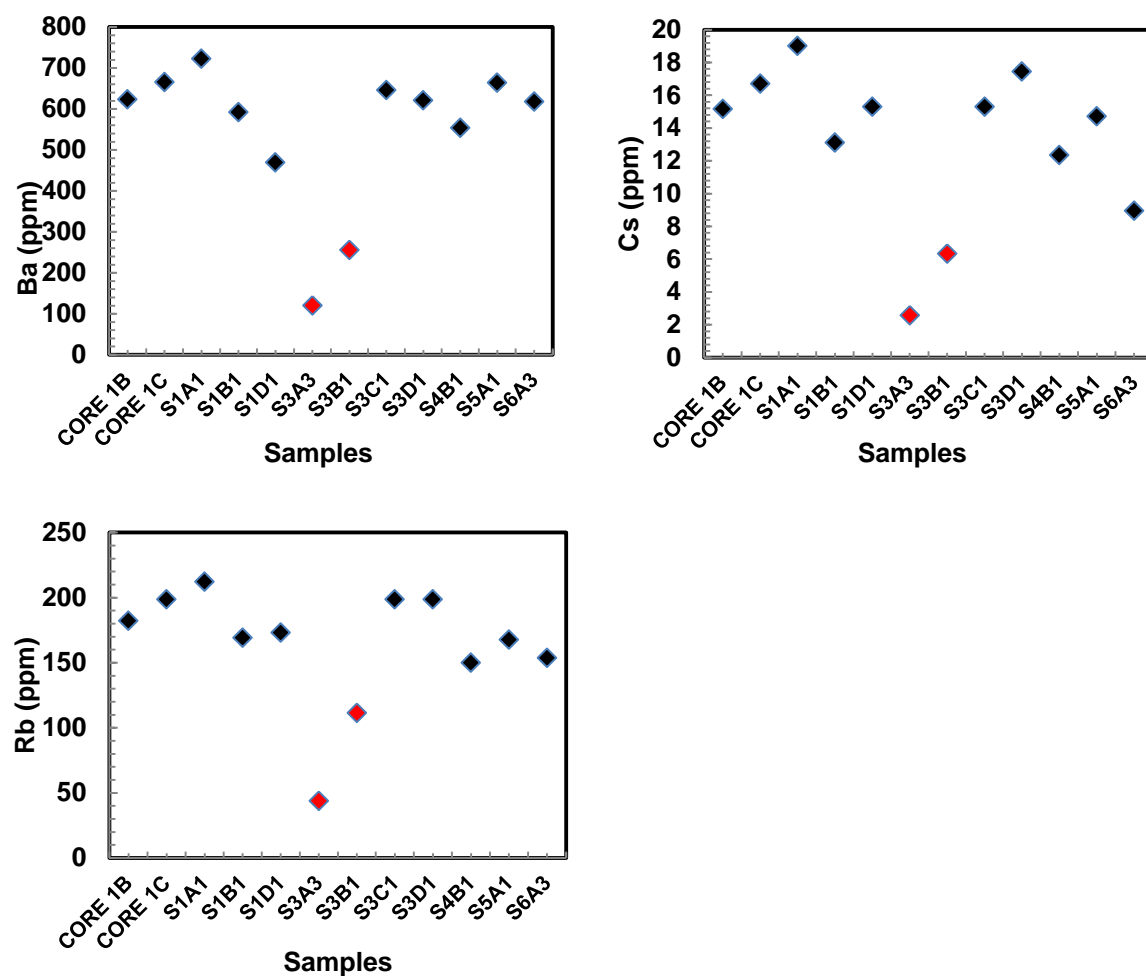 800
700
600
500
400
300
200
100
0
Ba (ppm)
CORE 1B
CORE 1C
S1A1
S1B1
S1D1
S3A3
S3B1
S3C1
S3D1
S4B1
S5A1
S6A3
Samples
20
18
16
14
12
10
8
6
4
2
0
Cs (ppm)
CORE 1B
CORE 1C
S1A1
S1B1
S1D1
S3A3
S3B1
S3C1
S3D1
S4B1
S5A1
S6A3
Samples
250
200
150
100
50
0
Rb (ppm)
CORE 1B
CORE 1C
S1A1
S1B1
S1D1
S3A3
S3B1
S3C1
S3D1
S4B1
S5A1
S6A3
Samples